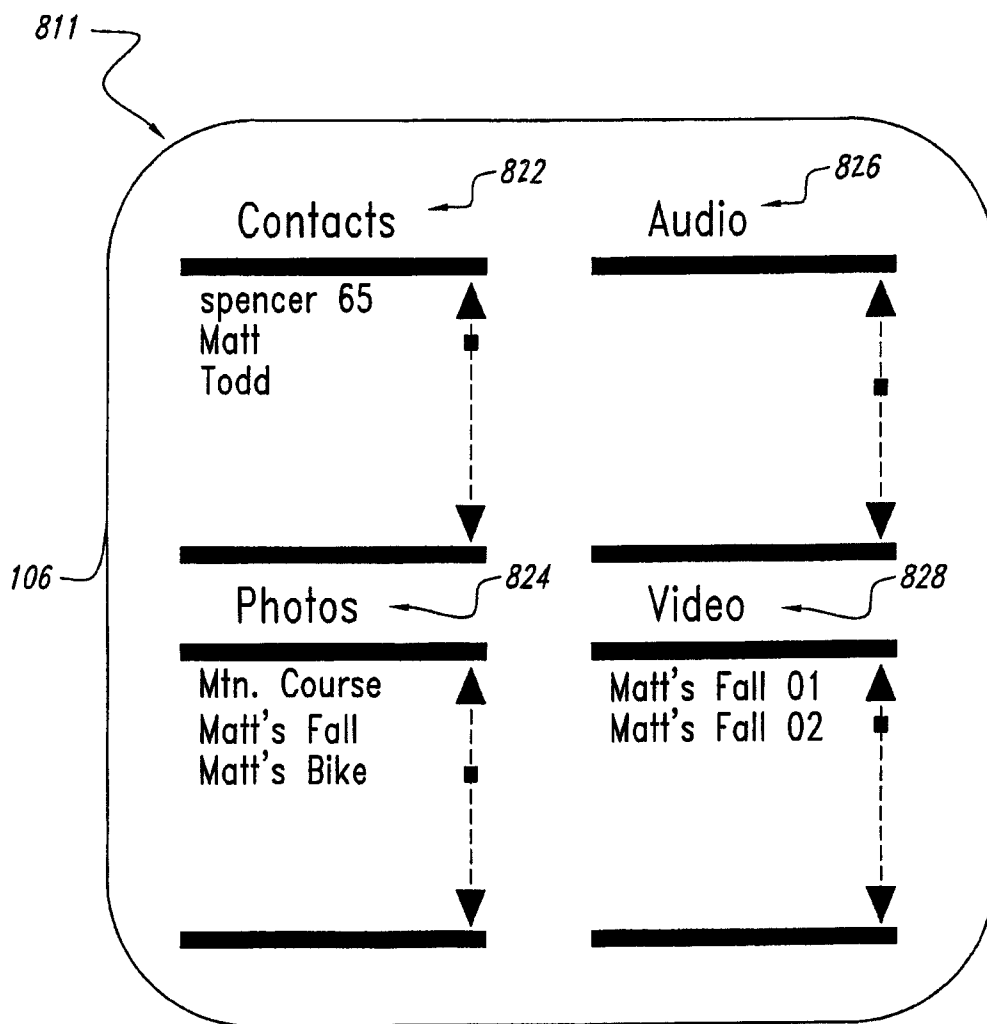 811
822
826
Contacts
Audio
spencer 65
Matt
Todd
106
824
828
Photos
Video
Mtn. Course
Matt's Fall
Matt's Bike
Matt's Fall 01
Matt's Fall 02